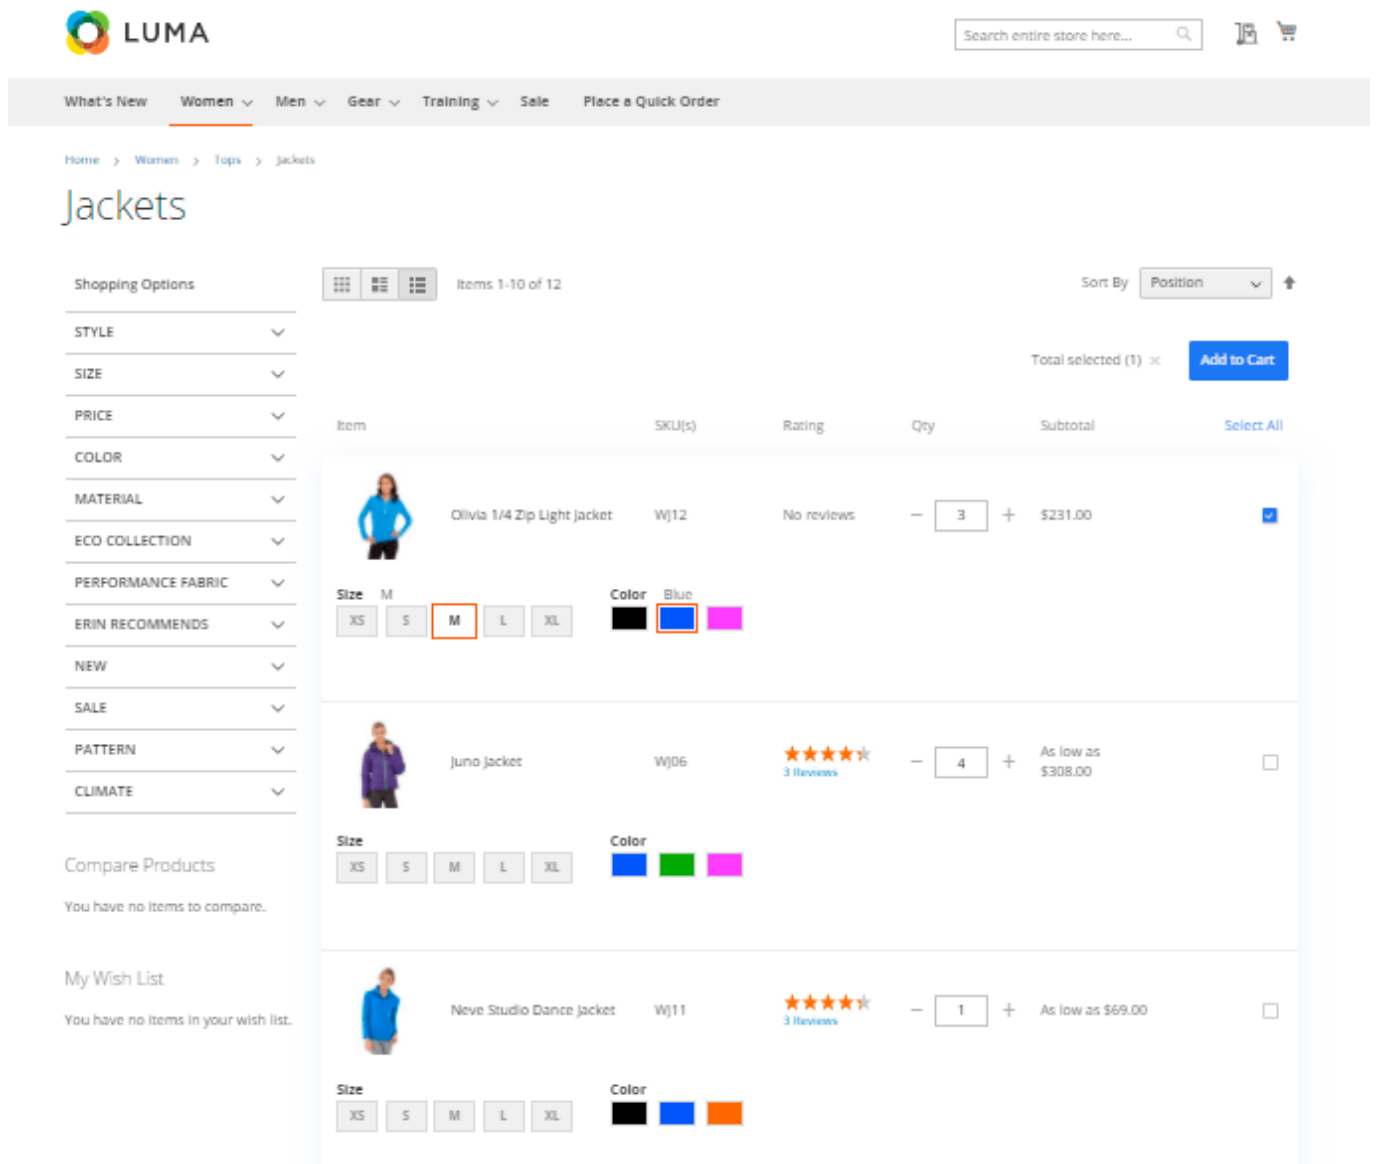 LUMA
Search entire store here...
What's New Women Men Gear Training Sale Place a Quick Order
Home > Women > Tops > Jackets
Jackets
Shopping Options
Items 1-10 of 12
Sort By Position
STYLE
SIZE
PRICE
COLOR
MATERIAL
ECO COLLECTION
PERFORMANCE FABRIC
ERIN RECOMMENDS
NEW
SALE
PATTERN
CLIMATE
Compare Products
You have no items to compare.
My Wish List
You have no items in your wish list.
Total selected (1) ×
Add to Cart
Item SKU(s) Rating Qty Subtotal Select All
Olivia 1/4 Zip Light Jacket WJ12 No reviews − 3 + $231.00
Size M Color Blue
XS S M L XL
Juno Jacket WJ06 3 Reviews − 4 + As low as
$308.00
Size Color
XS S M L XL
Neve Studio Dance Jacket WJ11 3 Reviews − 1 + As low as $69.00
Size Color
XS S M L XL